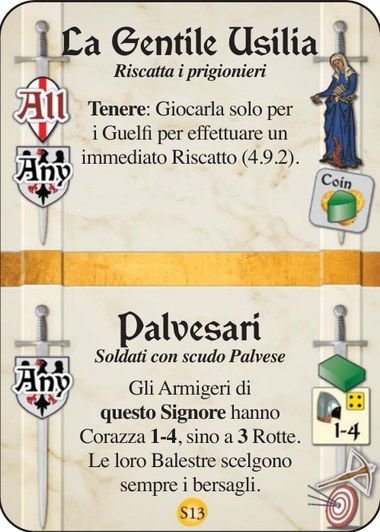 La Gentile Usilia
Riscatta i prigionieri
All
Tenere: Giocarla solo per
i Guelfi per effettuare un
immediato Riscatto (4.9.2).
Any
Coin
Palvesari
Soldati con scudo Palvese
Any
Gli Armigeri di
questo Signore hanno
Corazza 1-4, sino a 3 Rotte.
Le loro Balestre scelgono
sempre i bersagli.
1-4
S13